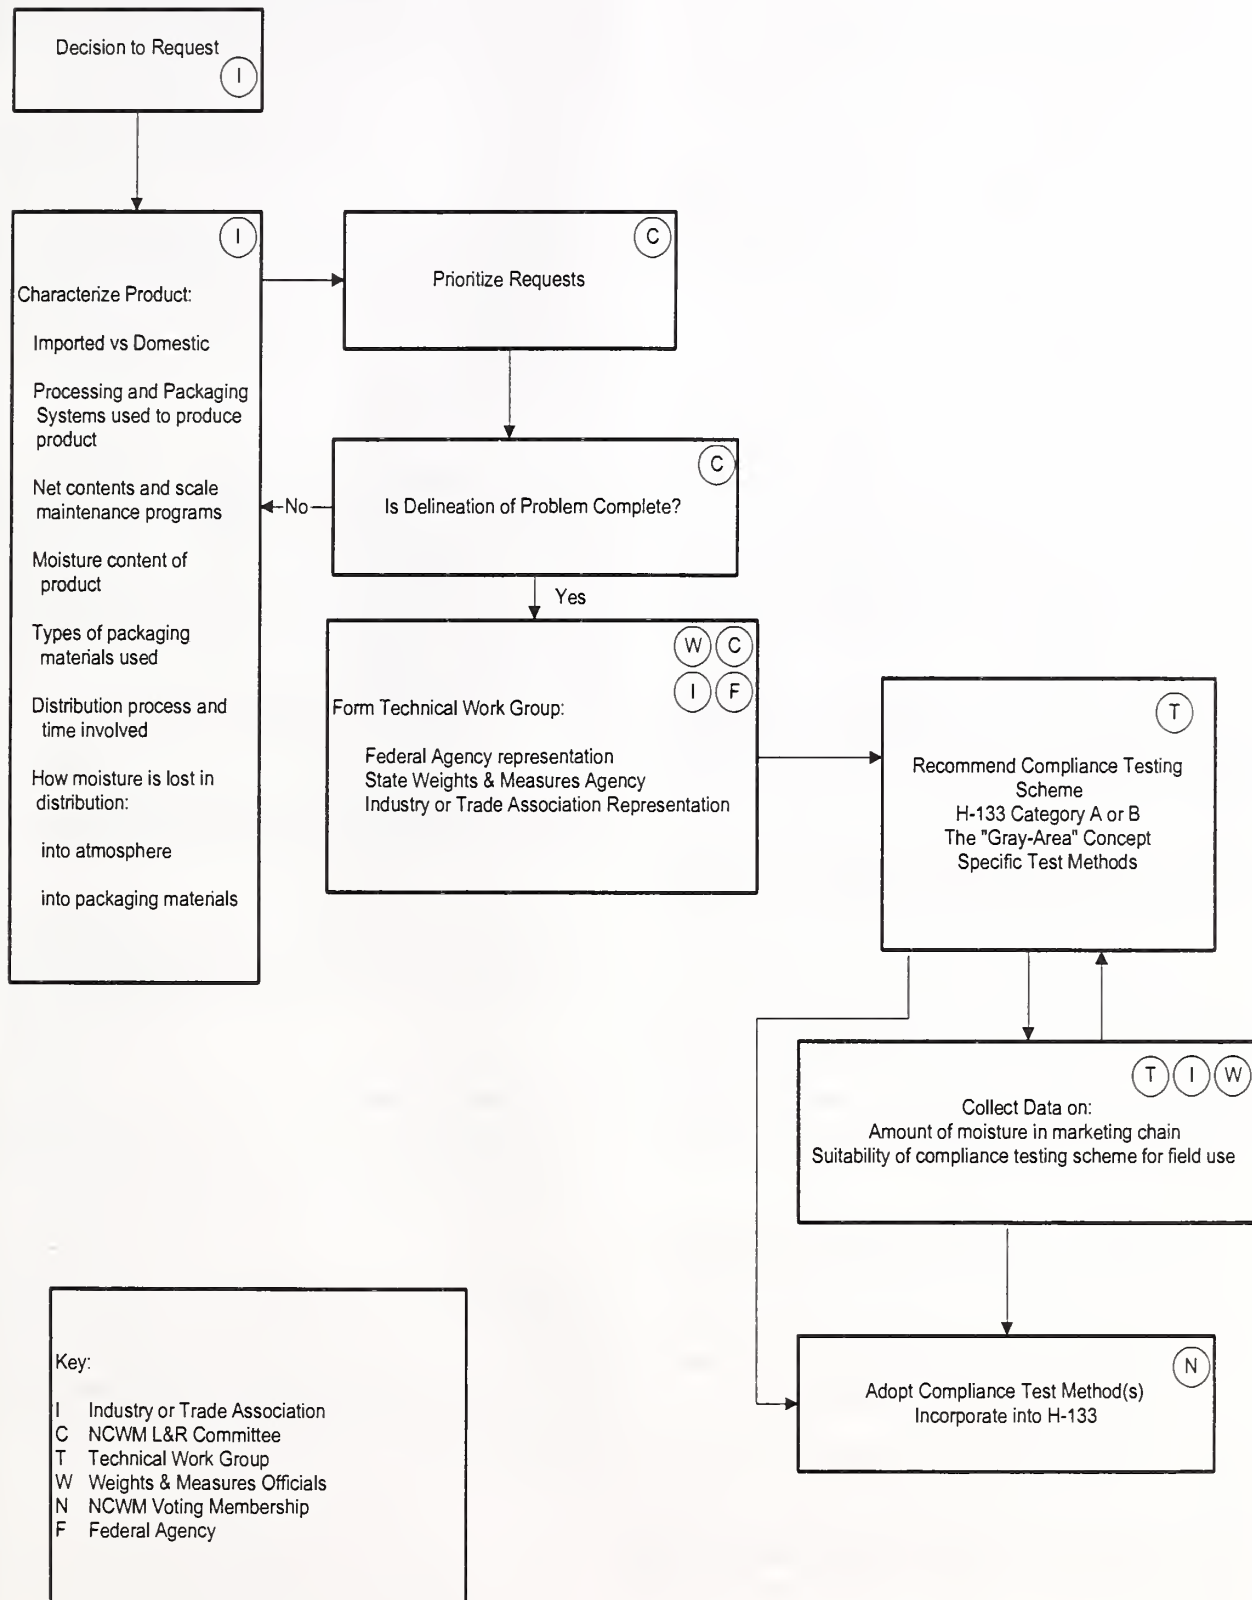 Decision to Request
I
I
Characterize Product:
Imported vs Domestic
Processing and Packaging
Systems used to produce
product
Net contents and scale
maintenance programs
Moisture content of
product
Types of packaging
materials used
Distribution process and
time involved
How moisture is lost in
distribution:
into atmosphere
into packaging materials
C
Prioritize Requests
C
Is Delineation of Problem Complete?
No
Yes
W C
I F
Form Technical Work Group:
Federal Agency representation
State Weights & Measures Agency
Industry or Trade Association Representation
T
Recommend Compliance Testing
Scheme
H-133 Category A or B
The "Gray-Area" Concept
Specific Test Methods
T I W
Collect Data on:
Amount of moisture in marketing chain
Suitability of compliance testing scheme for field use
N
Adopt Compliance Test Method(s)
Incorporate into H-133
Key:
I Industry or Trade Association
C NCWM L&R Committee
T Technical Work Group
W Weights & Measures Officials
N NCWM Voting Membership
F Federal Agency